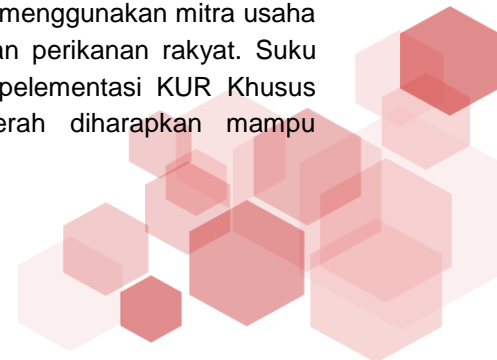 menggunakan mitra usaha
an perikanan rakyat. Suku
pelementasi KUR Khusus
erah diharapkan mampu